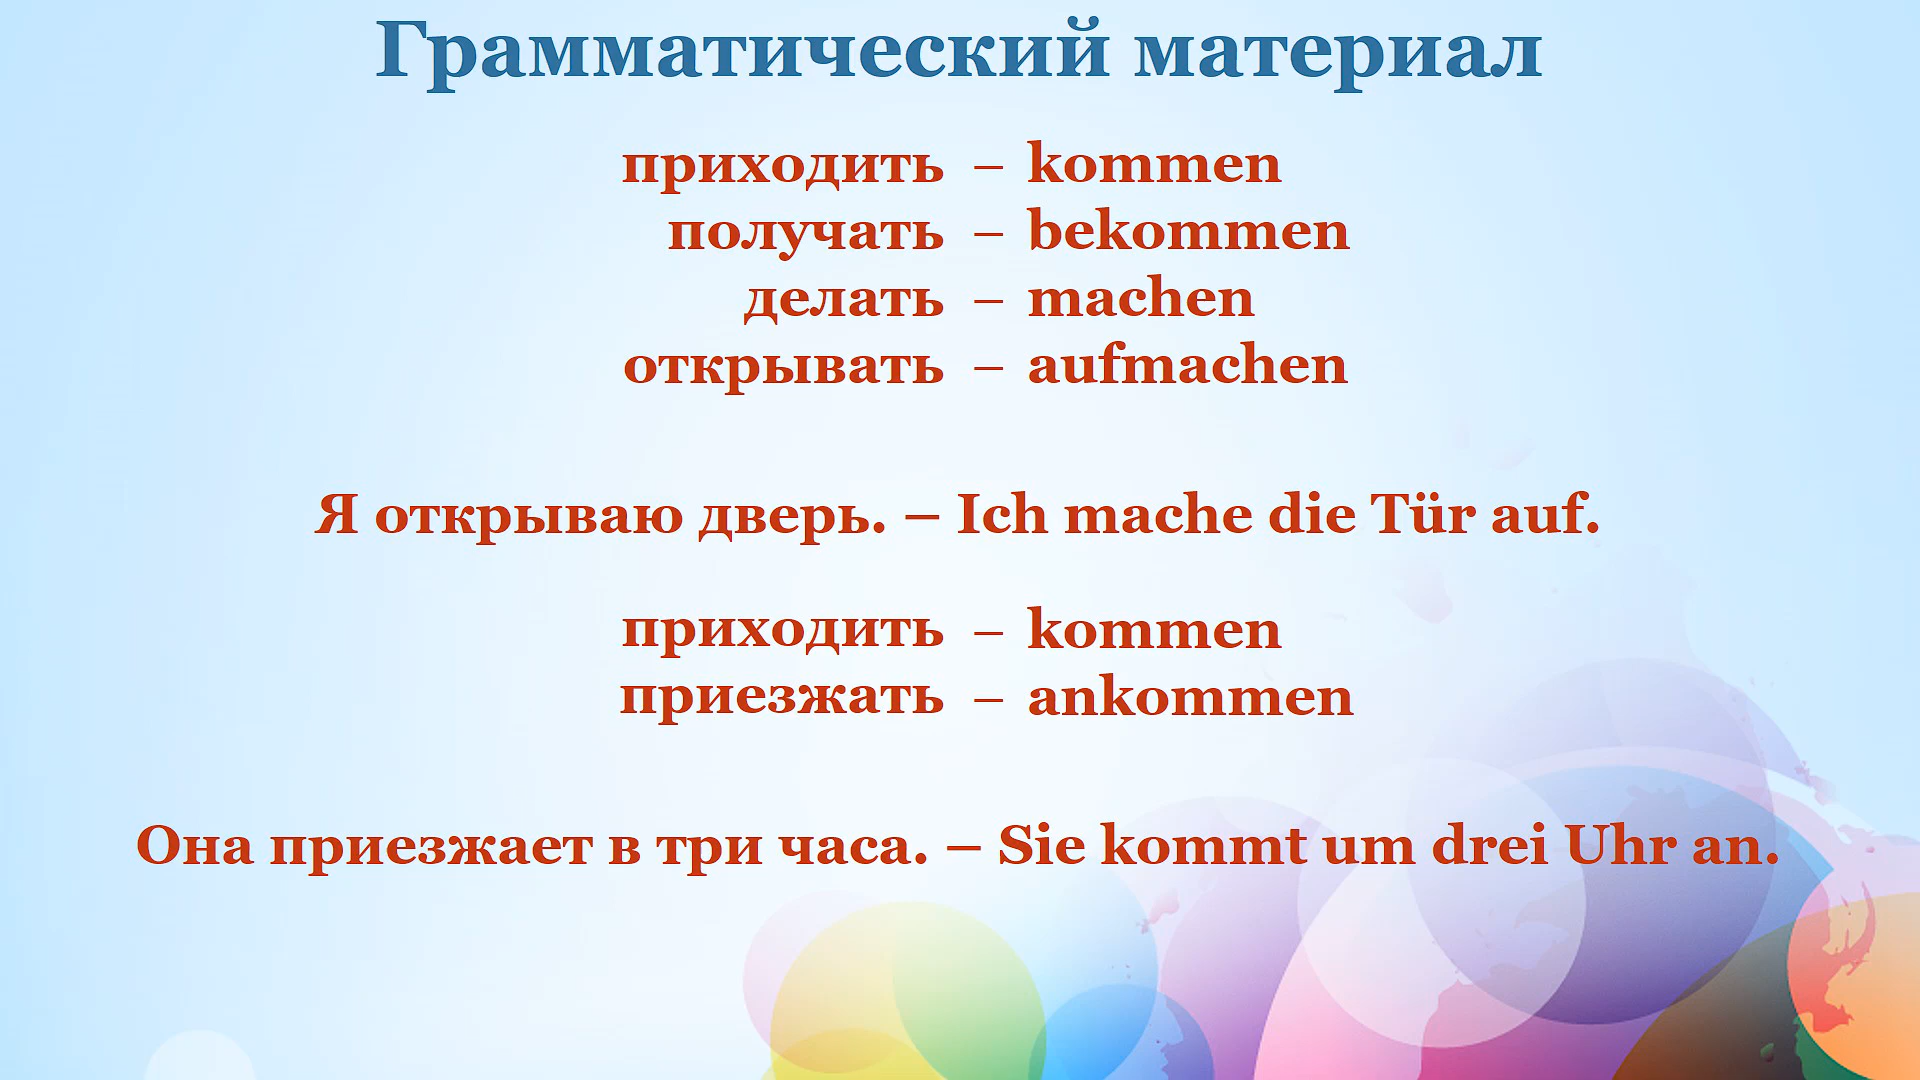 Грамматический материал
приходить – kommen
получать – bekommen
делать – machen
открывать – aufmachen
Я открываю дверь. – Ich mache die Tür auf.
приходить – kommen
приезжать – ankommen
Она приезжает в три часа. – Sie kommt um drei Uhr an.